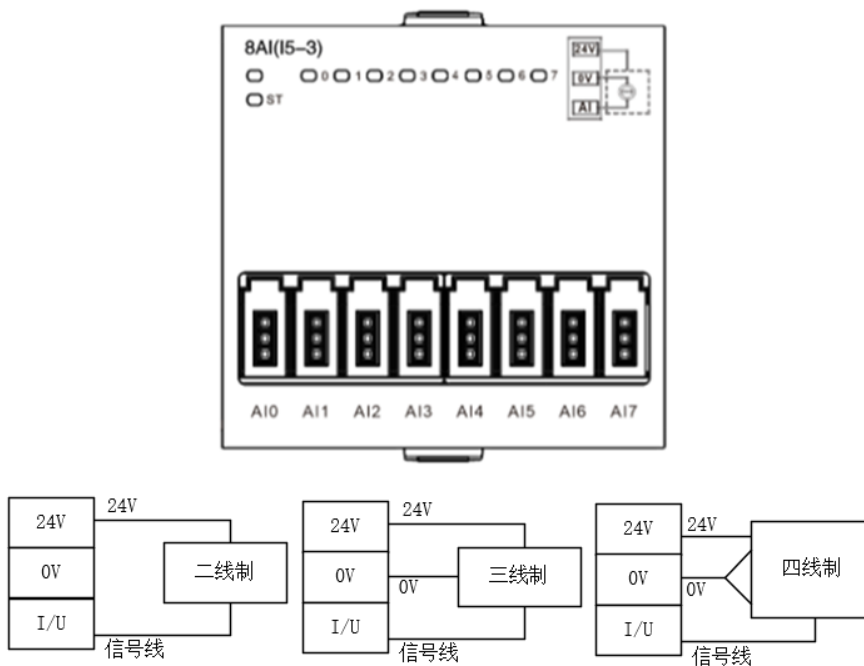 8AI(I5-3)
24V
0 1 2 3 4 5 6 7
0V
ST
AI
AI0 AI1 AI2 AI3 AI4 AI5 AI6 AI7
24V 24V 二线制 0V I/U 信号线
24V 24V 三线制 0V 0V I/U 信号线
24V 24V 四线制 0V 0V I/U 信号线